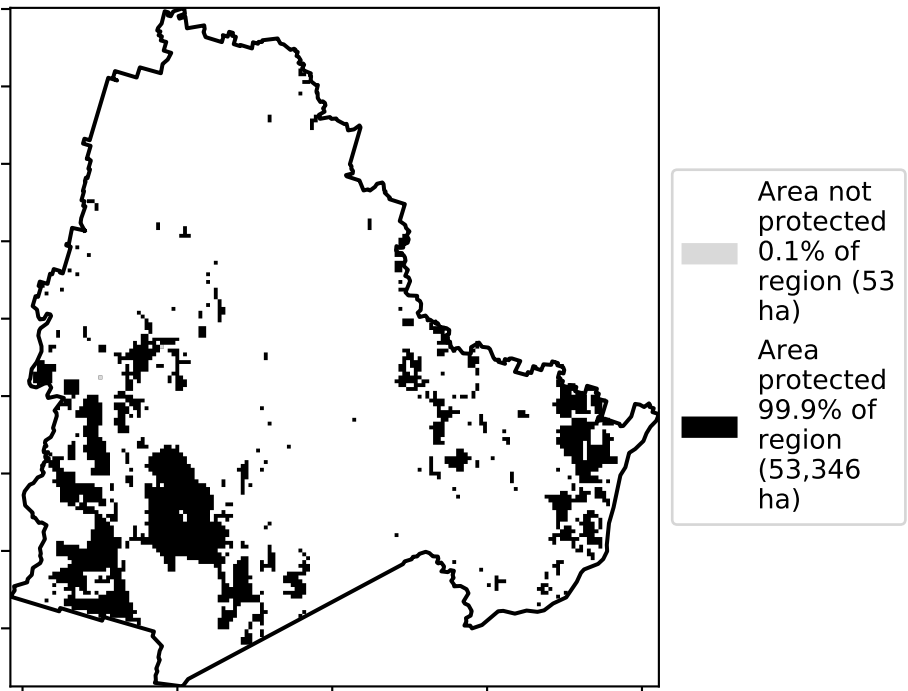 Area not
protected
0.1% of
region (53
ha)
Area
protected
99.9% of
region
(53,346
ha)